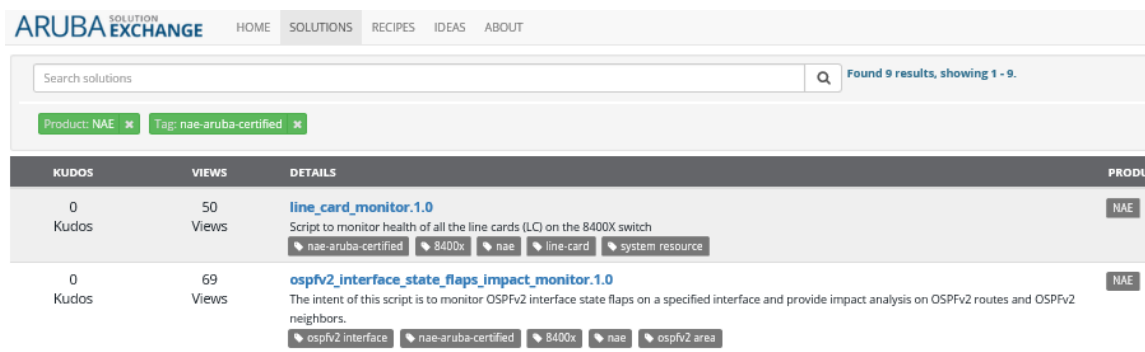 ARUBA SOLUTION EXCHANGE HOME SOLUTIONS RECIPES IDEAS ABOUT
Search solutions Found 9 results, showing 1 - 9.
Product: NAE × Tag: nae-aruba-certified ×
KUDOS VIEWS DETAILS PRODU
0 50 line_card_monitor.1.0 NAE
Kudos Views Script to monitor health of all the line cards (LC) on the 8400X switch
nae-aruba-certified 8400x nae line-card system resource
0 69 ospfv2_interface_state_flaps_impact_monitor.1.0 NAE
Kudos Views The intent of this script is to monitor OSPFv2 interface state flaps on a specified interface and provide impact analysis on OSPFv2 routes and OSPFv2
neighbors.
ospfv2 interface nae-aruba-certified 8400x nae ospfv2 area